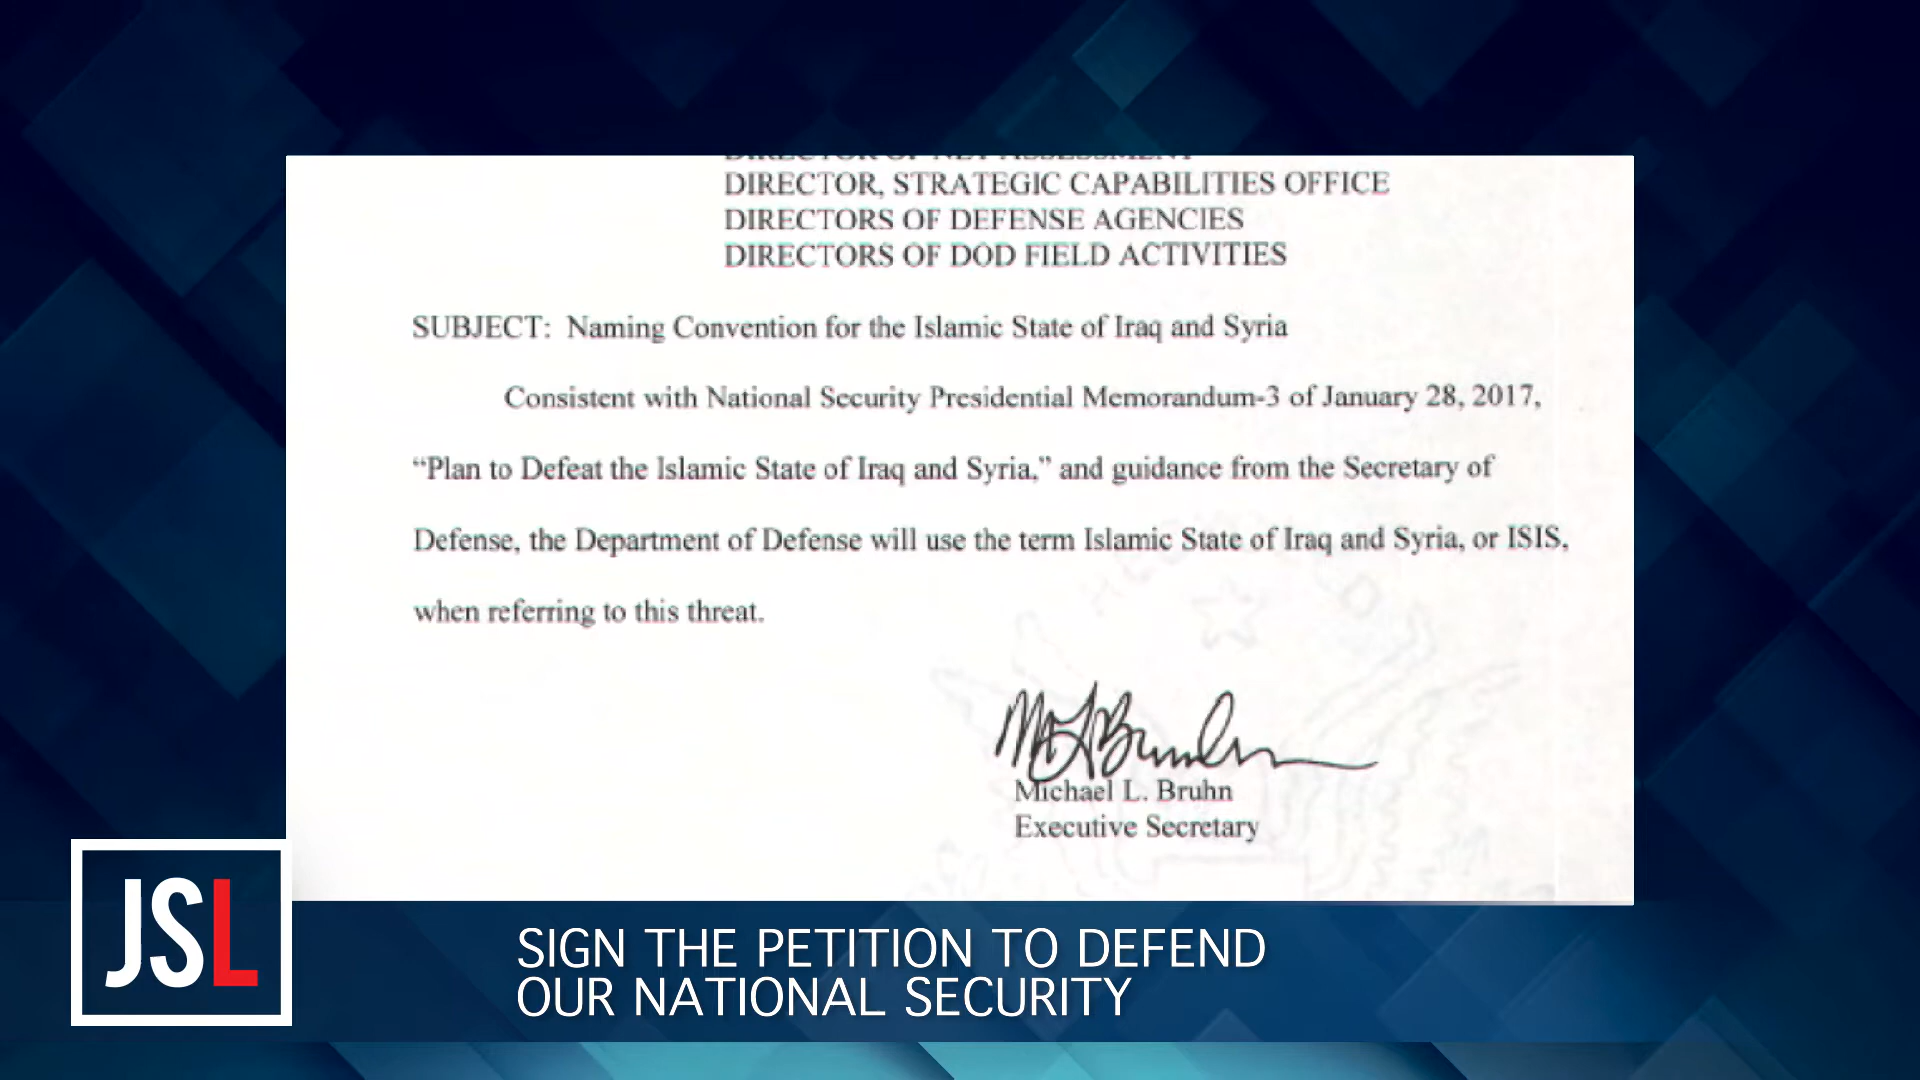 DIRECTOR OF NET ASSESSMENT
DIRECTOR, STRATEGIC CAPABILITIES OFFICE
DIRECTORS OF DEFENSE AGENCIES
DIRECTORS OF DOD FIELD ACTIVITIES
SUBJECT: Naming Convention for the Islamic State of Iraq and Syria
Consistent with National Security Presidential Memorandum-3 of January 28, 2017,
“Plan to Defeat the Islamic State of Iraq and Syria,” and guidance from the Secretary of
Defense, the Department of Defense will use the term Islamic State of Iraq and Syria, or ISIS,
when referring to this threat.
Michael L. Bruhn
Executive Secretary
JSL
SIGN THE PETITION TO DEFEND
OUR NATIONAL SECURITY